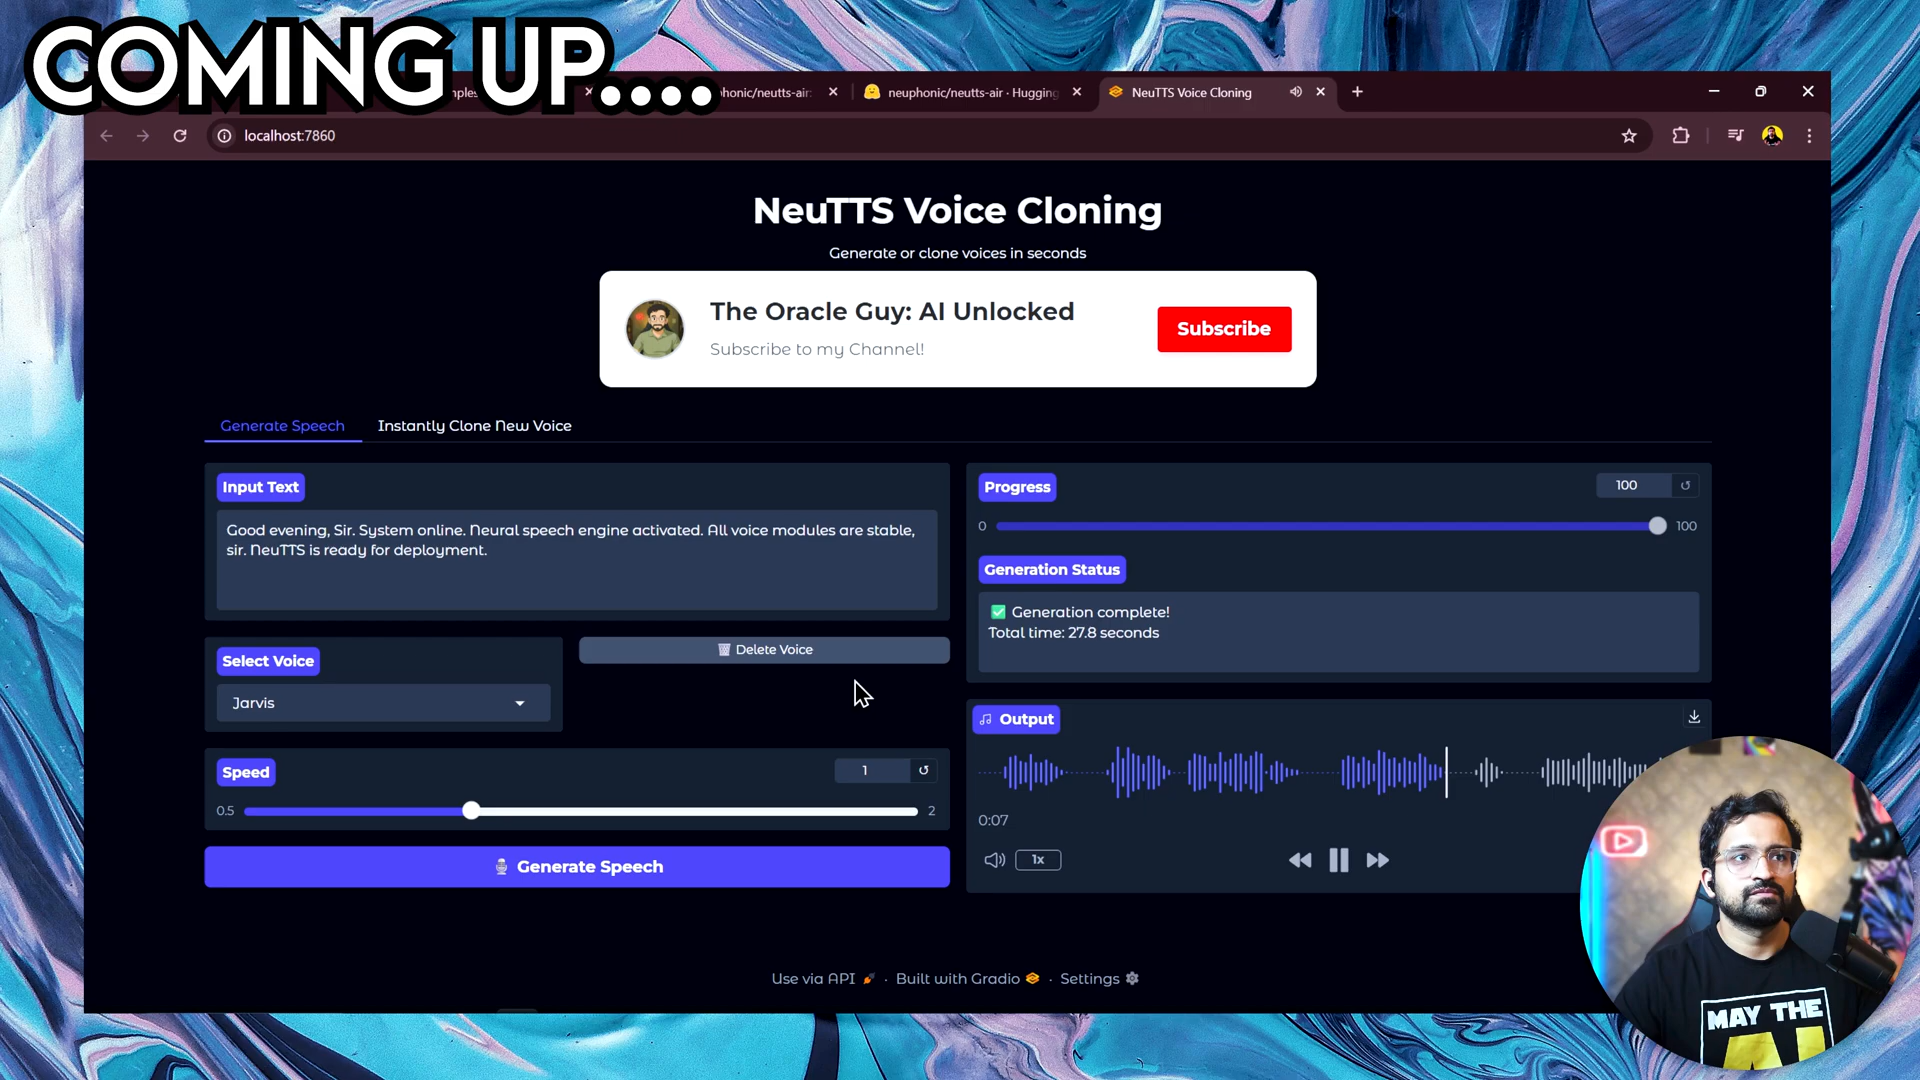 COMING UP....
mples
phonic/neutts-air:
neuphonic/neutts-air · Hugging
NeuTTS Voice Cloning
localhost:7860
NeuTTS Voice Cloning
Generate or clone voices in seconds
The Oracle Guy: AI Unlocked
Subscribe to my Channel!
Subscribe
Generate Speech
Instantly Clone New Voice
Input Text
Good evening, Sir. System online. Neural speech engine activated. All voice modules are stable,
sir. NeuTTS is ready for deployment.
Select Voice
Jarvis
Delete Voice
Speed
1
0.5
2
Generate Speech
Progress
100
0
100
Generation Status
✅ Generation complete!
Total time: 27.8 seconds
Output
0:07
1x
Use via API · Built with Gradio · Settings
MAY THE
AI